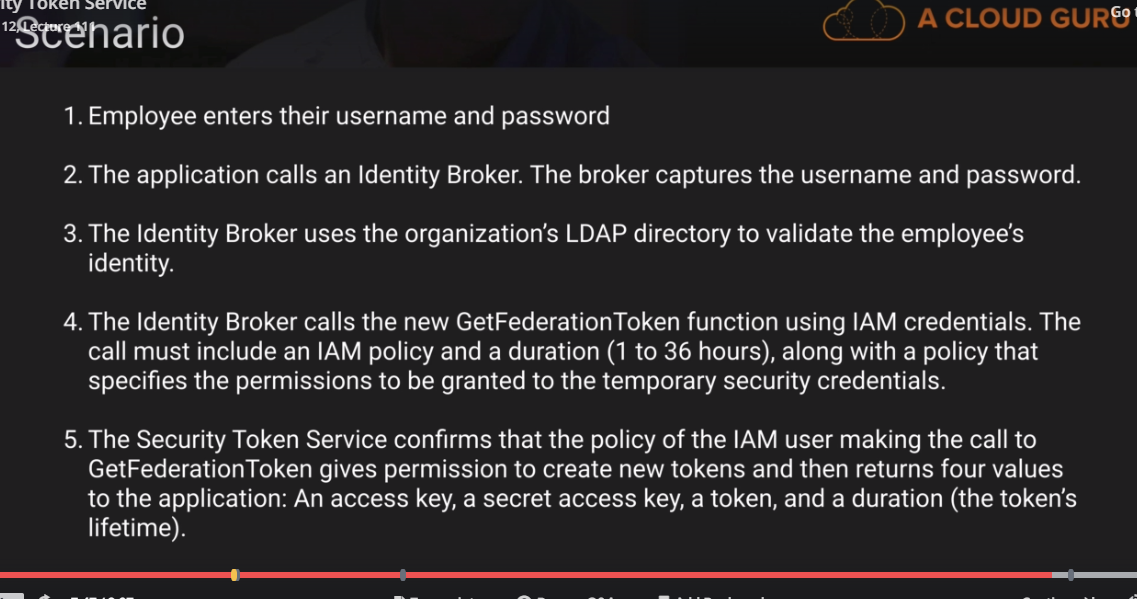 ity Token Service
Go t
12, Lecture 111
Scenario
A CLOUD GURU
1. Employee enters their username and password
2. The application calls an Identity Broker. The broker captures the username and password.
3. The Identity Broker uses the organization’s LDAP directory to validate the employee’s
identity.
4. The Identity Broker calls the new GetFederationToken function using IAM credentials. The
call must include an IAM policy and a duration (1 to 36 hours), along with a policy that
specifies the permissions to be granted to the temporary security credentials.
5. The Security Token Service confirms that the policy of the IAM user making the call to
GetFederationToken gives permission to create new tokens and then returns four values
to the application: An access key, a secret access key, a token, and a duration (the token’s
lifetime).